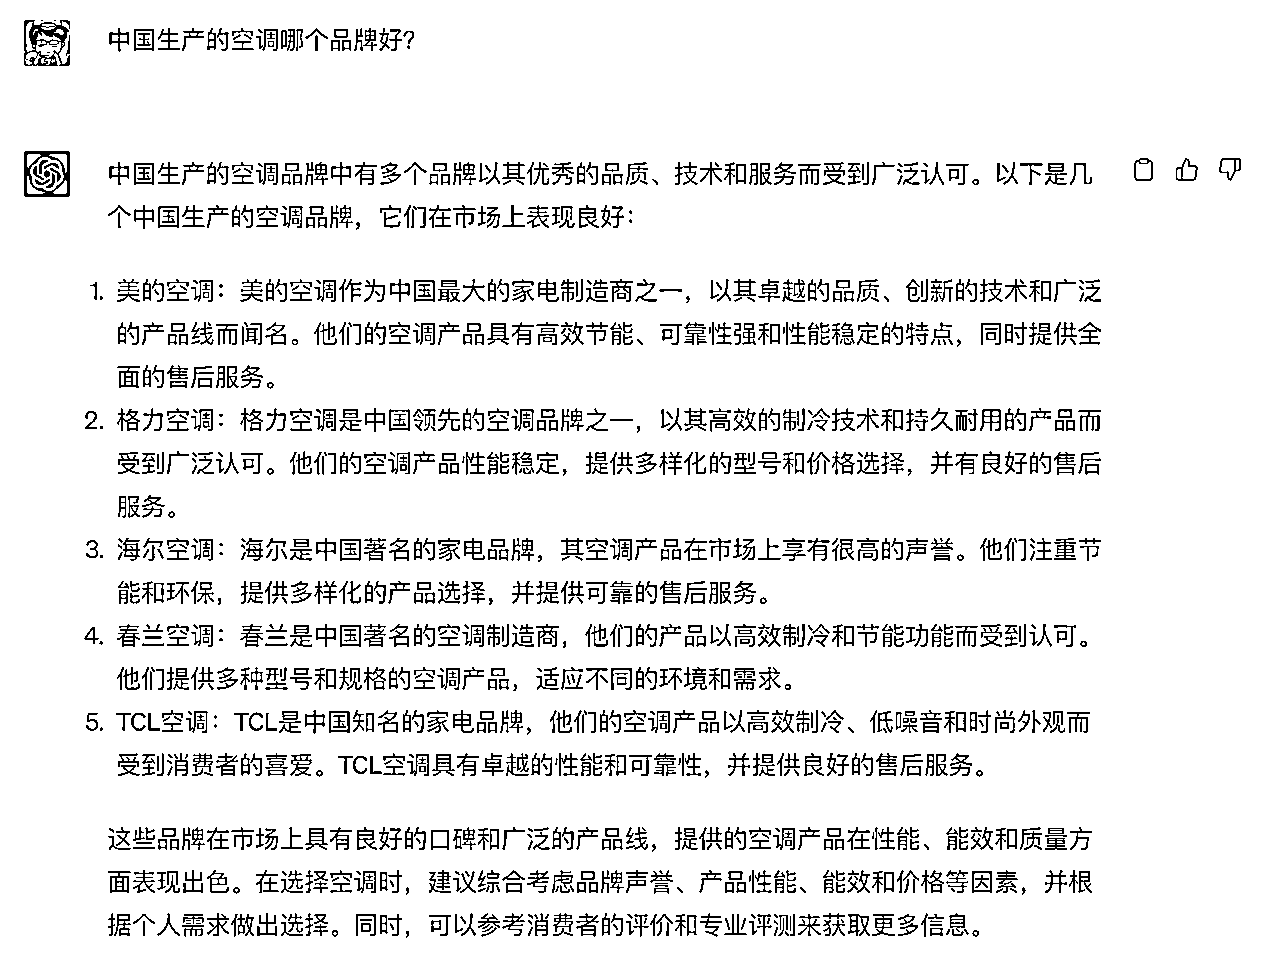 中国生产的空调哪个品牌好？
中国生产的空调品牌中有多个品牌以其优秀的品质、技术和服务而受到广泛认可。以下是几
个中国生产的空调品牌，它们在市场上表现良好：
1. 美的空调：美的空调作为中国最大的家电制造商之一，以其卓越的品质、创新的技术和广泛
的产品线而闻名。他们的空调产品具有高效节能、可靠性强和性能稳定的特点，同时提供全
面的售后服务。
2. 格力空调：格力空调是中国领先的空调品牌之一，以其高效的制冷技术和持久耐用的产品而
受到广泛认可。他们的空调产品性能稳定，提供多样化的型号和价格选择，并有良好的售后
服务。
3. 海尔空调：海尔是中国著名的家电品牌，其空调产品在市场上享有很高的声誉。他们注重节
能和环保，提供多样化的产品选择，并提供可靠的售后服务。
4. 春兰空调：春兰是中国著名的空调制造商，他们的产品以高效制冷和节能功能而受到认可。
他们提供多种型号和规格的空调产品，适应不同的环境和需求。
5. TCL空调：TCL是中国知名的家电品牌，他们的空调产品以高效制冷、低噪音和时尚外观而
受到消费者的喜爱。TCL空调具有卓越的性能和可靠性，并提供良好的售后服务。
这些品牌在市场上具有良好的口碑和广泛的产品线，提供的空调产品在性能、能效和质量方
面表现出色。在选择空调时，建议综合考虑品牌声誉、产品性能、能效和价格等因素，并根
据个人需求做出选择。同时，可以参考消费者的评价和专业评测来获取更多信息。